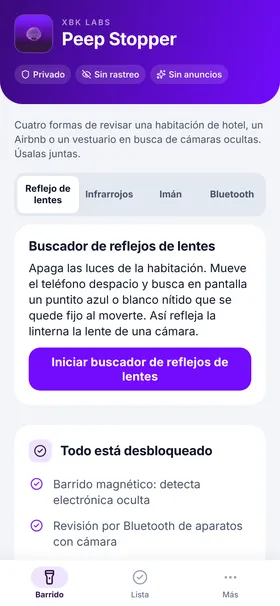 XBK LABS
Peep Stopper
Privado
Sin rastreo
Sin anuncios
Cuatro formas de revisar una habitación de hotel, un
Airbnb o un vestuario en busca de cámaras ocultas.
Úsalas juntas.
Reflejo de
lentes
Infrarrojos
Imán
Bluetooth
Buscador de reflejos de lentes
Apaga las luces de la habitación. Mueve
el teléfono despacio y busca en pantalla
un puntito azul o blanco nítido que se
quede fijo al moverte. Así refleja la
linterna la lente de una cámara.
Iniciar buscador de reflejos de
lentes
Todo está desbloqueado
Barrido magnético: detecta
electrónica oculta
Revisión por Bluetooth de aparatos
con cámara
Barrido
Lista
Más